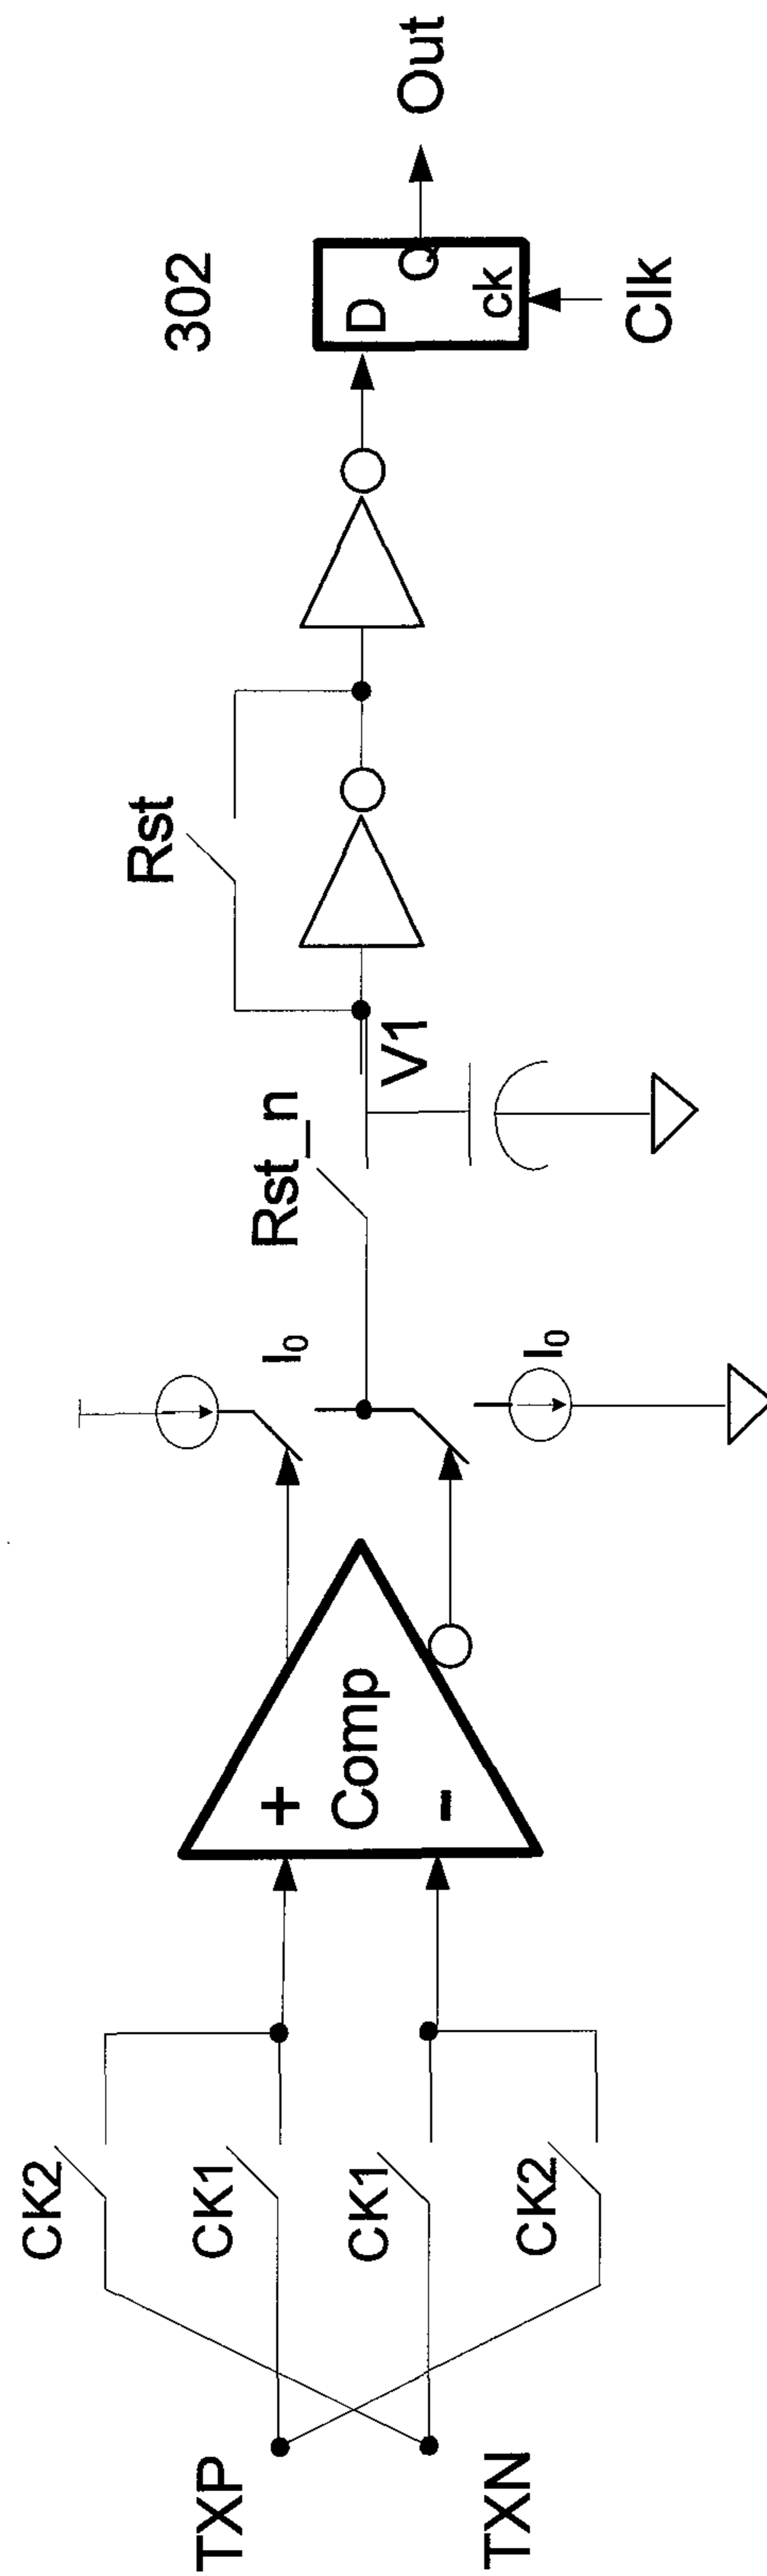 TXP
TXN
CK2
CK1
CK1
CK2
+
Comp
-
I0
I0
Rst_n
V1
Rst
302
D
Q
ck
Clk
Out